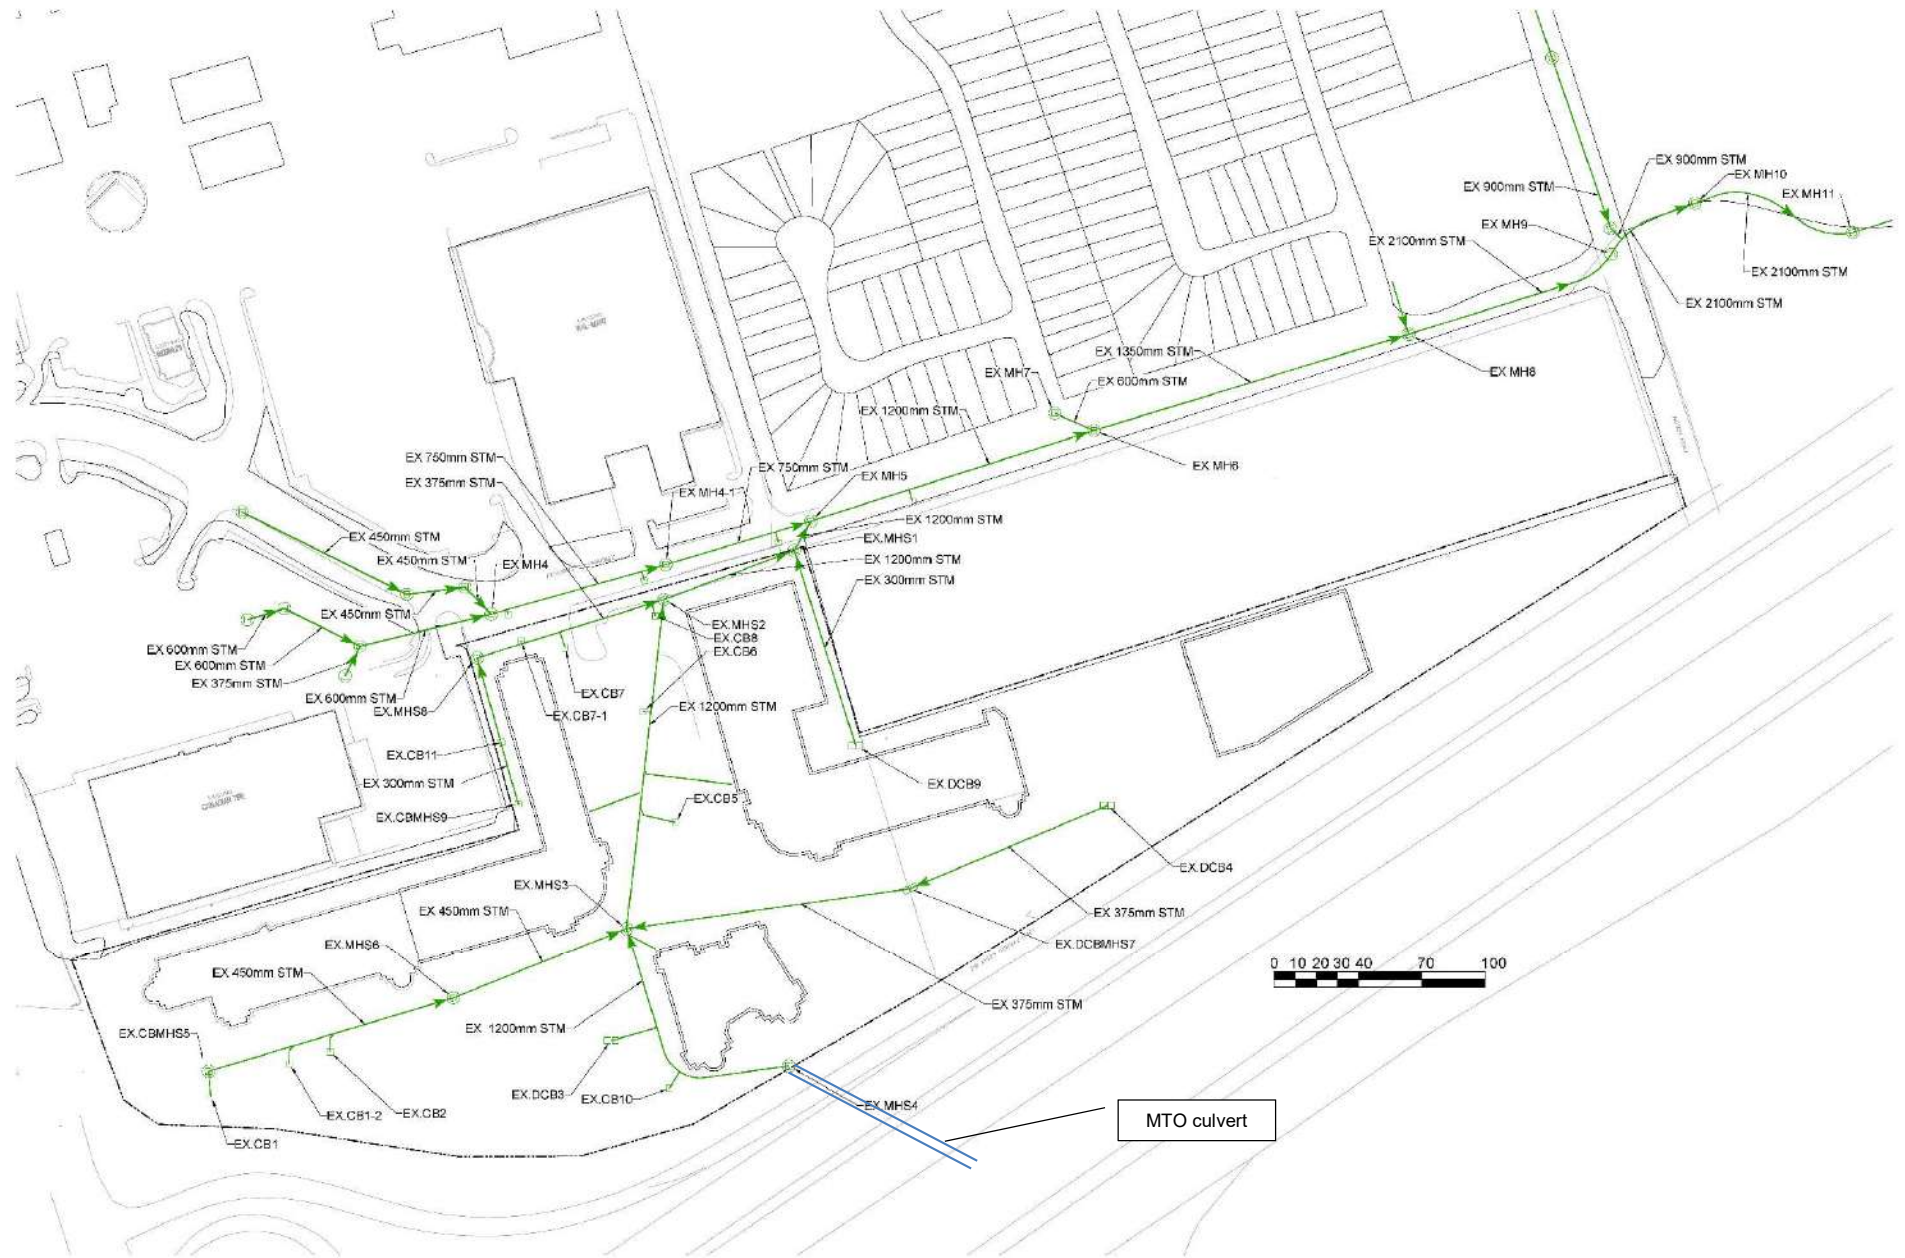 EX 900mm STM
EX MH10
EX 900mm STM
EX MH11
EX MH9
EX 2100mm STM
EX 2100mm STM
EX 2100mm STM
EX 1350mm STM
EX MH7
EX 600mm STM
EX MH8
EX 1200mm STM
EX 750mm STM
EX 750mm STM
EX MH6
EX 375mm STM
EX MH5
EX MH4-1
EX 1200mm STM
EX 450mm STM
EX.MHS1
EX 450mm STM
EX MH4
EX 1200mm STM
EX 300mm STM
EX 450mm STM
EX.MHS2
EX.CB8
EX 600mm STM
EX.CB6
EX 600mm STM
EX 375mm STM
EX.CB7
EX 600mm STM
EX.MHS8
EX 1200mm STM
EX.CB7-1
EX.CB11
EX 300mm STM
EX.DCB9
EX.CB5
EX.CBMHS9
EX.DCB4
EX.MHS3
EX 450mm STM
EX 375mm STM
EX.MHS6
EX.DCBMHS7
EX 450mm STM
0 10 20 30 40 70 100
EX 375mm STM
EX 1200mm STM
EX.CBMHS5
EX.DCB3
EX.CB10
EX.MHS4
EX.CB1-2
EX.CB2
MTO culvert
EX.CB1